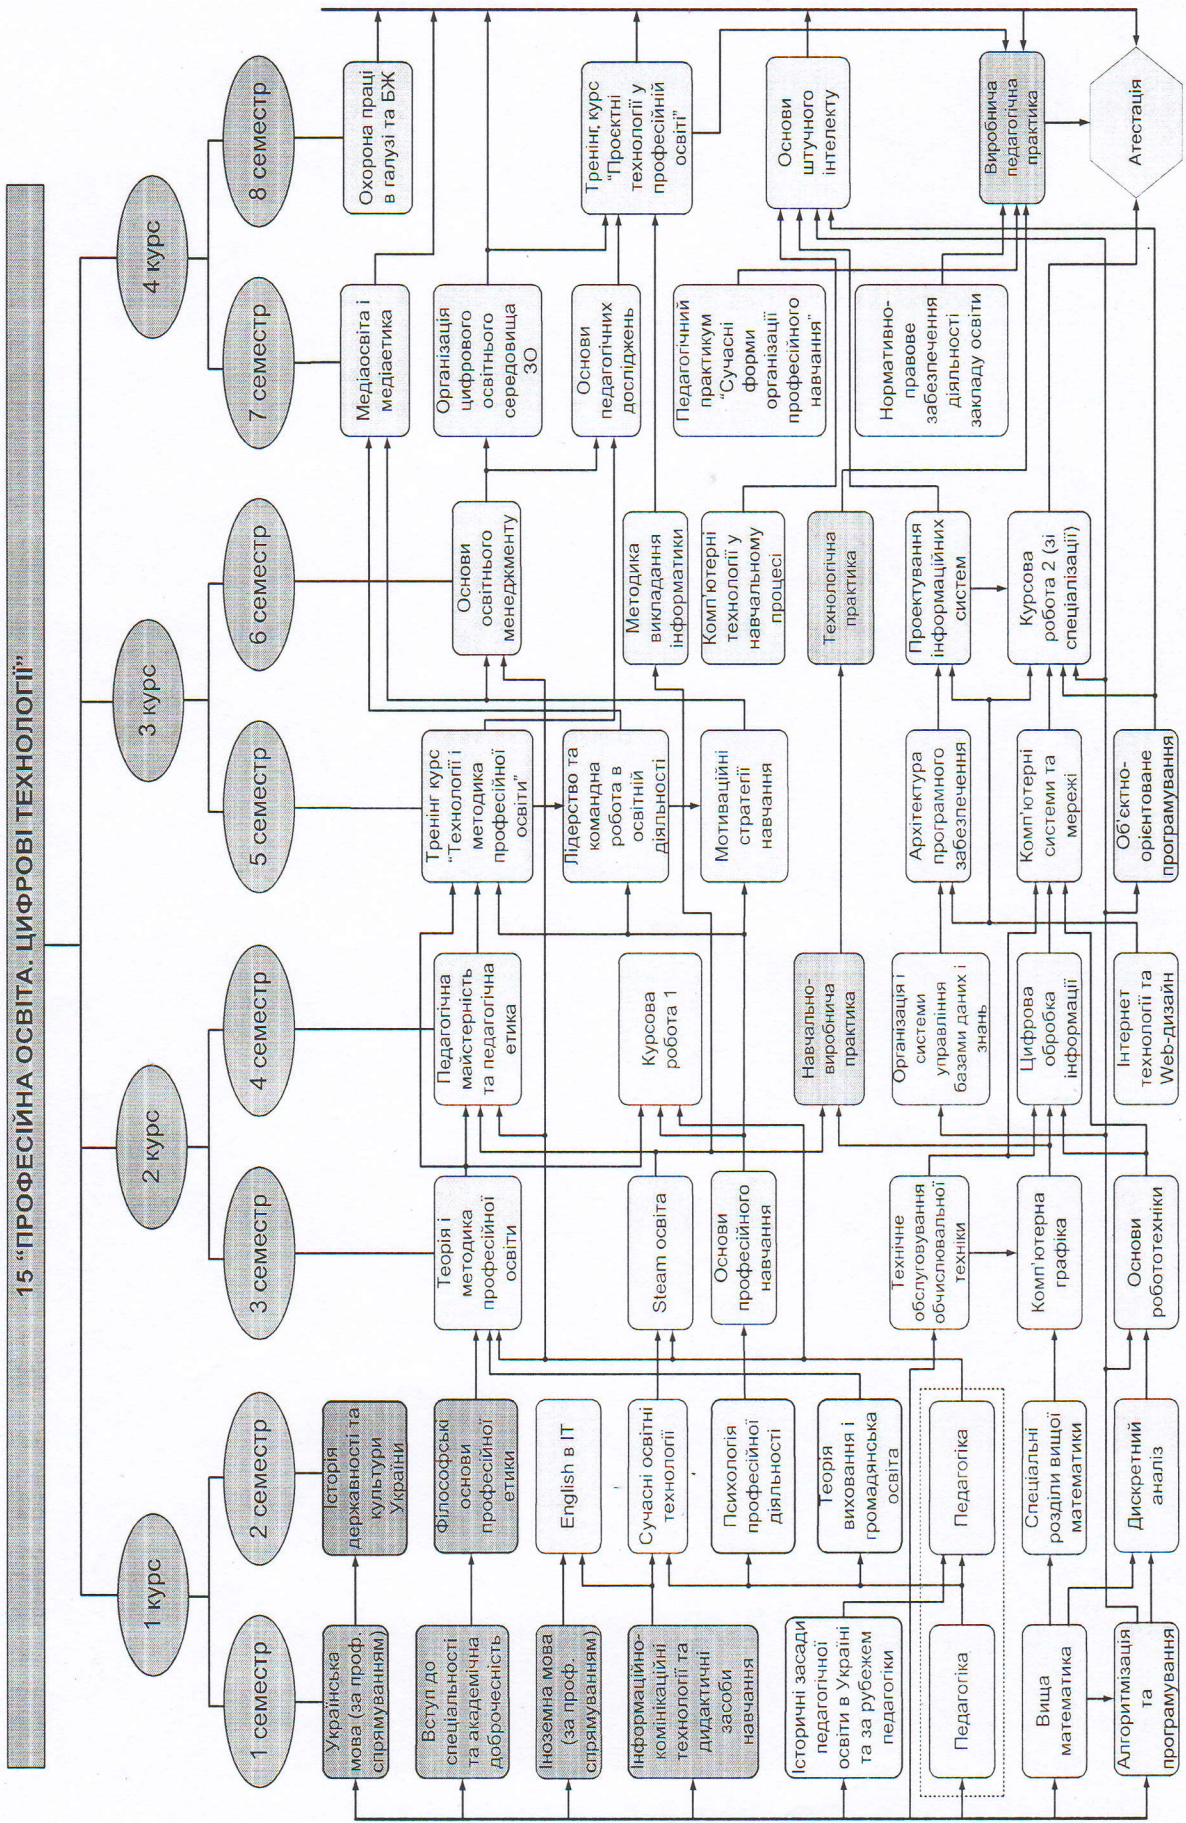 15 “ПРОФЕСІЙНА ОСВІТА. ЦИФРОВІ ТЕХНОЛОГІЇ”
1 курс
2 курс
3 курс
4 курс
1 семестр
2 семестр
3 семестр
4 семестр
5 семестр
6 семестр
7 семестр
8 семестр
Українська
мова (за проф.
спрямуванням)
Вступ до
спеціальності
та академічна
доброчесність
Іноземна мова
(за проф.
спрямуванням)
Інформаційно-
комінікаційні
технології та
дидактичні
засоби
навчання
Історичні засади
педагогічної
освіти в Україні
та за рубежем
педагогіки
Педагогіка
Вища
математика
Алгоритмізація
та
програмування
Історія
державності та
культури
України
Філософські
основи
професійної
етики
English в ІТ
Сучасні освітні
технології
Психологія
професійної
діяльності
Теорія
виховання і
громадянська
освіта
Педагогіка
Спеціальні
розділи вищої
математики
Дискретний
аналіз
Теорія і
методика
професійної
освіти
Steam освіта
Основи
професійного
навчання
Технічне
обслуговування
обчислювальної
техніки
Комп’ютерна
графіка
Основи
робототехніки
Педагогічна
майстерність
та педагогічна
етика
Курсова
робота 1
Навчально-
виробнича
практика
Організація і
системи
управління
базами даних і
знань
Цифрова
обробка
інформації
Інтернет
технології та
Web-дизайн
Тренінг курс
“Технології і
методика
професійної
освіти”
Лідерство та
командна
робота в
освітній
діяльності
Мотиваційні
стратегії
навчання
Архітектура
програмного
забезпечення
Комп’ютерні
системи та
мережі
Об’єктно-
орієнтоване
програмування
Основи
освітнього
менеджменту
Методика
викладання
інформатики
Комп’ютерні
технології у
навчальному
процесі
Технологічна
практика
Проектування
інформаційних
систем
Курсова
робота 2 (зі
спеціалізації)
Медіаосвіта і
медіаетика
Організація
цифрового
освітнього
середовища
ЗО
Основи
педагогічних
досліджень
Педагогічний
практикум
“Сучасні
форми
організації
професійного
навчання”
Нормативно-
правове
забезпечення
діяльності
закладу освіти
Охорона праці
в галузі та БЖ
Тренінг, курс
“Проєктні
технології у
професійній
освіті”
Основи
штучного
інтелекту
Виробнича
педагогічна
практика
Атестація